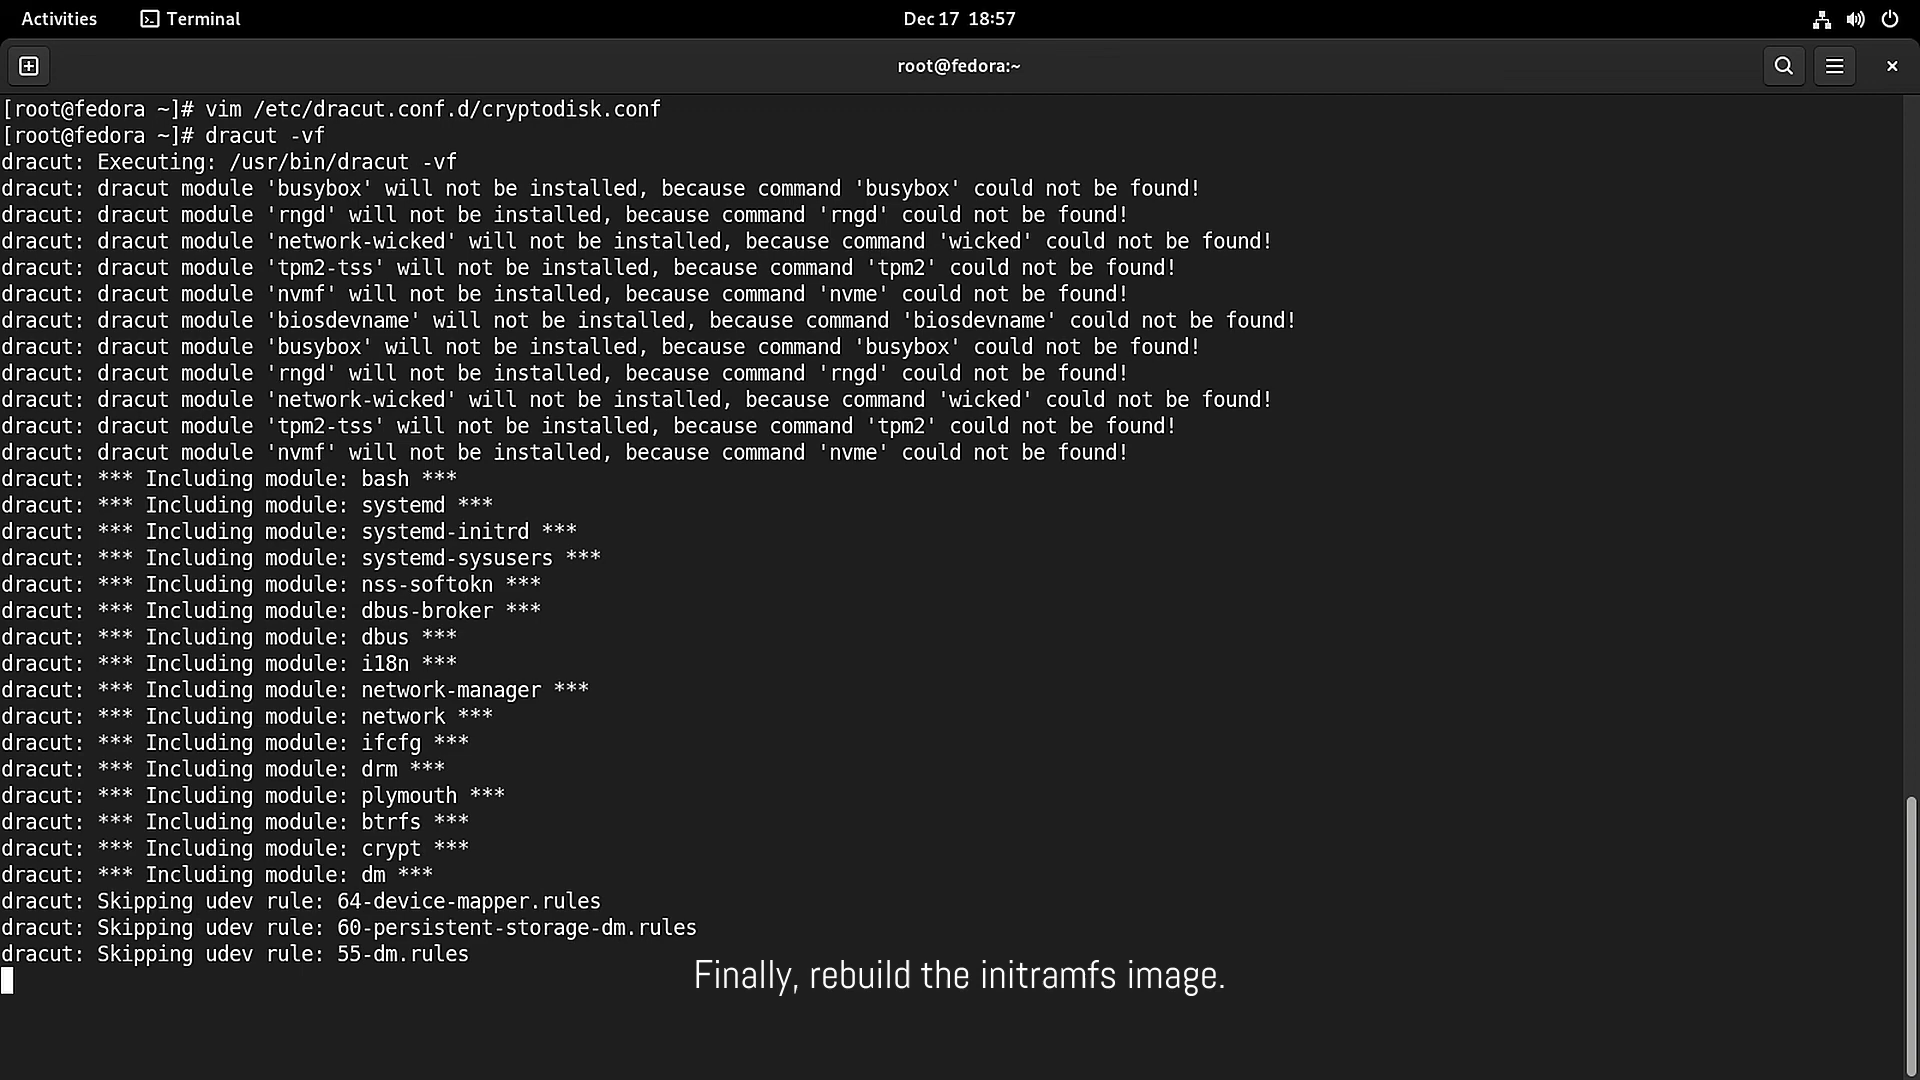 Activities Terminal Dec 17 18:57
root@fedora:~
[root@fedora ~]# vim /etc/dracut.conf.d/cryptodisk.conf
[root@fedora ~]# dracut -vf
dracut: Executing: /usr/bin/dracut -vf
dracut: dracut module 'busybox' will not be installed, because command 'busybox' could not be found!
dracut: dracut module 'rngd' will not be installed, because command 'rngd' could not be found!
dracut: dracut module 'network-wicked' will not be installed, because command 'wicked' could not be found!
dracut: dracut module 'tpm2-tss' will not be installed, because command 'tpm2' could not be found!
dracut: dracut module 'nvmf' will not be installed, because command 'nvme' could not be found!
dracut: dracut module 'biosdevname' will not be installed, because command 'biosdevname' could not be found!
dracut: dracut module 'busybox' will not be installed, because command 'busybox' could not be found!
dracut: dracut module 'rngd' will not be installed, because command 'rngd' could not be found!
dracut: dracut module 'network-wicked' will not be installed, because command 'wicked' could not be found!
dracut: dracut module 'tpm2-tss' will not be installed, because command 'tpm2' could not be found!
dracut: dracut module 'nvmf' will not be installed, because command 'nvme' could not be found!
dracut: *** Including module: bash ***
dracut: *** Including module: systemd ***
dracut: *** Including module: systemd-initrd ***
dracut: *** Including module: systemd-sysusers ***
dracut: *** Including module: nss-softokn ***
dracut: *** Including module: dbus-broker ***
dracut: *** Including module: dbus ***
dracut: *** Including module: i18n ***
dracut: *** Including module: network-manager ***
dracut: *** Including module: network ***
dracut: *** Including module: ifcfg ***
dracut: *** Including module: drm ***
dracut: *** Including module: plymouth ***
dracut: *** Including module: btrfs ***
dracut: *** Including module: crypt ***
dracut: *** Including module: dm ***
dracut: Skipping udev rule: 64-device-mapper.rules
dracut: Skipping udev rule: 60-persistent-storage-dm.rules
dracut: Skipping udev rule: 55-dm.rules
Finally, rebuild the initramfs image.